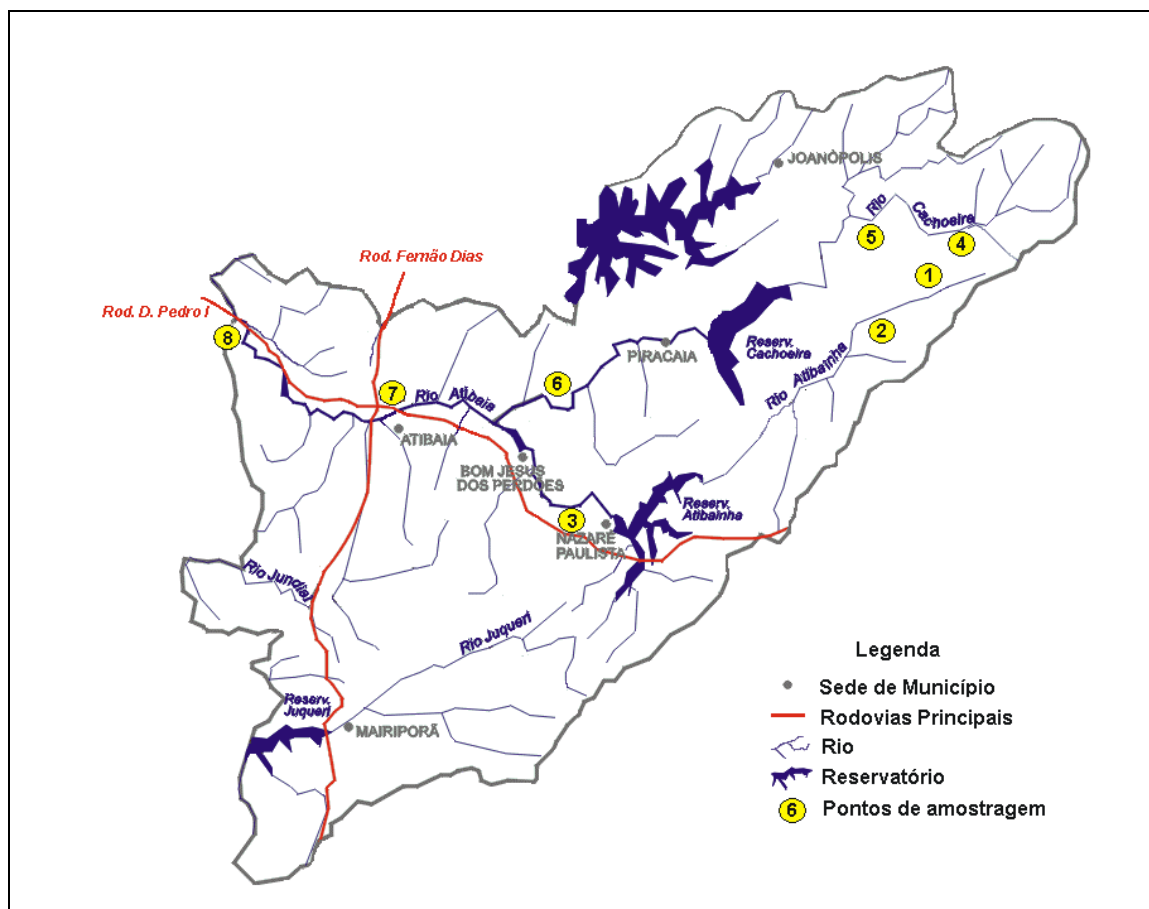 JOANÓPOLIS
Rio
Cachoeira
5
4
1
Rod. Fernão Dias
Rod. D. Pedro I
8
2
PIRACAIA
Reserv.
Cachoeira
Rio Atibainha
6
7
Rio Atibaia
ATIBAIA
BOM JESUS
DOS PERDÕES
3
NAZARÉ
PAULISTA
Reserv.
Atibainha
Rio Jundiaí
Rio Juqueri
Reserv.
Juqueri
MAIRIPORÃ
Legenda
Sede de Município
Rodovias Principais
Rio
Reservatório
6 Pontos de amostragem